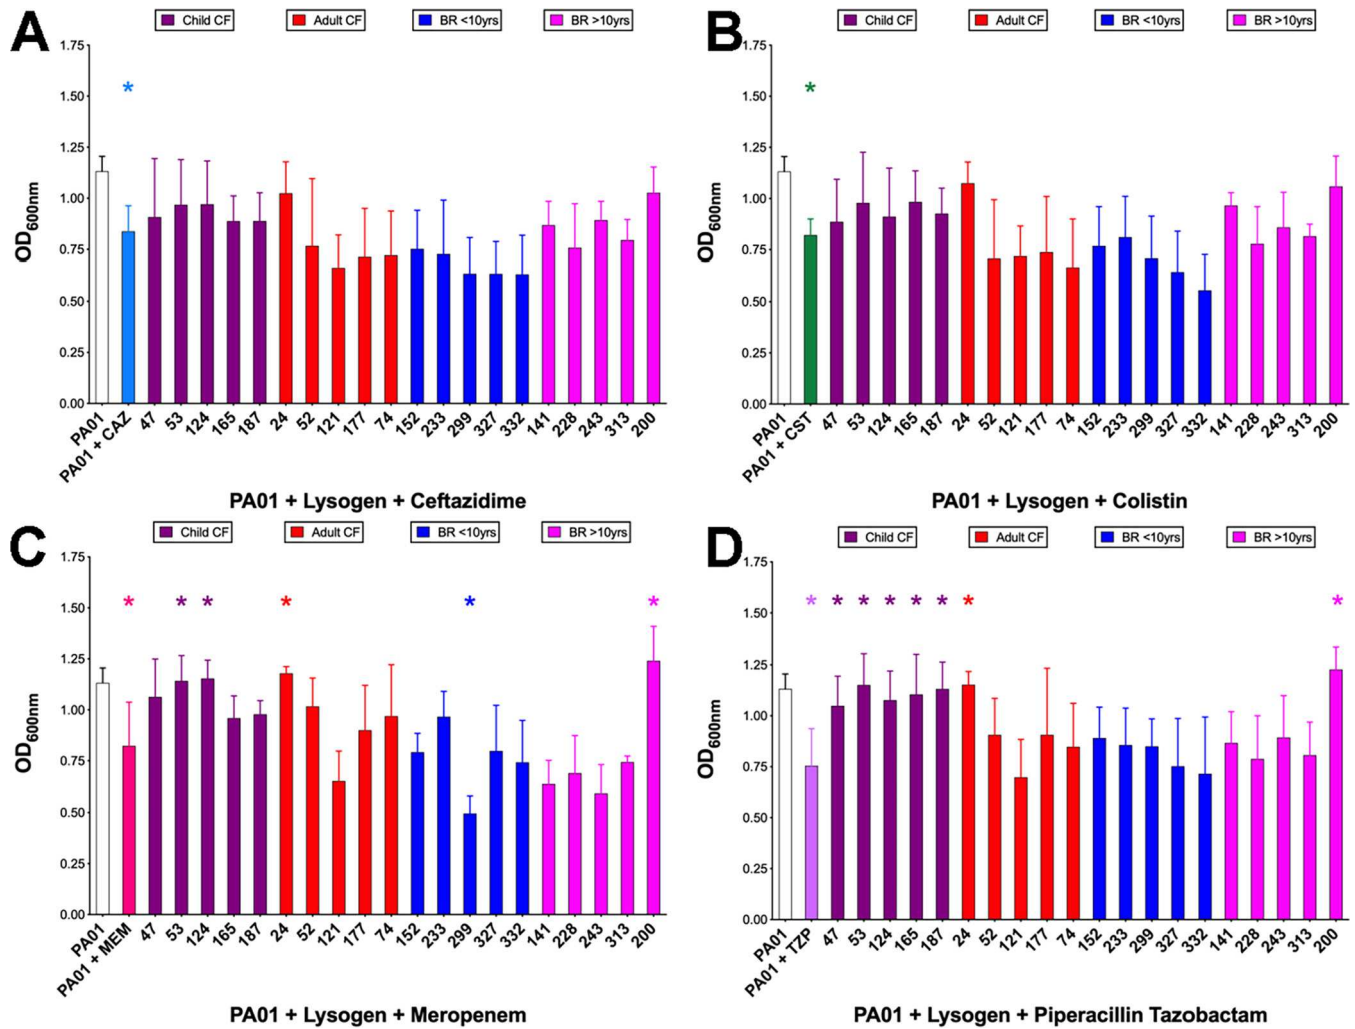 A
Child CF Adult CF BR <10yrs BR >10yrs
1.75
1.50
1.25
1.00
0.75
0.50
0.25
0.00
OD600nm
* 
PA01 PA01 + CAZ 47 53 124 165 187 24 52 121 177 74 152 233 299 327 332 141 228 243 313 200
PA01 + Lysogen + Ceftazidime
B
Child CF Adult CF BR <10yrs BR >10yrs
1.75
1.50
1.25
1.00
0.75
0.50
0.25
0.00
OD600nm
*
PA01 PA01 + CST 47 53 124 165 187 24 52 121 177 74 152 233 299 327 332 141 228 243 313 200
PA01 + Lysogen + Colistin
C
Child CF Adult CF BR <10yrs BR >10yrs
1.75
1.50
1.25
1.00
0.75
0.50
0.25
0.00
OD600nm
* * * * * *
PA01 PA01 + MEM 47 53 124 165 187 24 52 121 177 74 152 233 299 327 332 141 228 243 313 200
PA01 + Lysogen + Meropenem
D
Child CF Adult CF BR <10yrs BR >10yrs
1.75
1.50
1.25
1.00
0.75
0.50
0.25
0.00
OD600nm
* * * * * * * *
PA01 PA01 + TZP 47 53 124 165 187 24 52 121 177 74 152 233 299 327 332 141 228 243 313 200
PA01 + Lysogen + Piperacillin Tazobactam